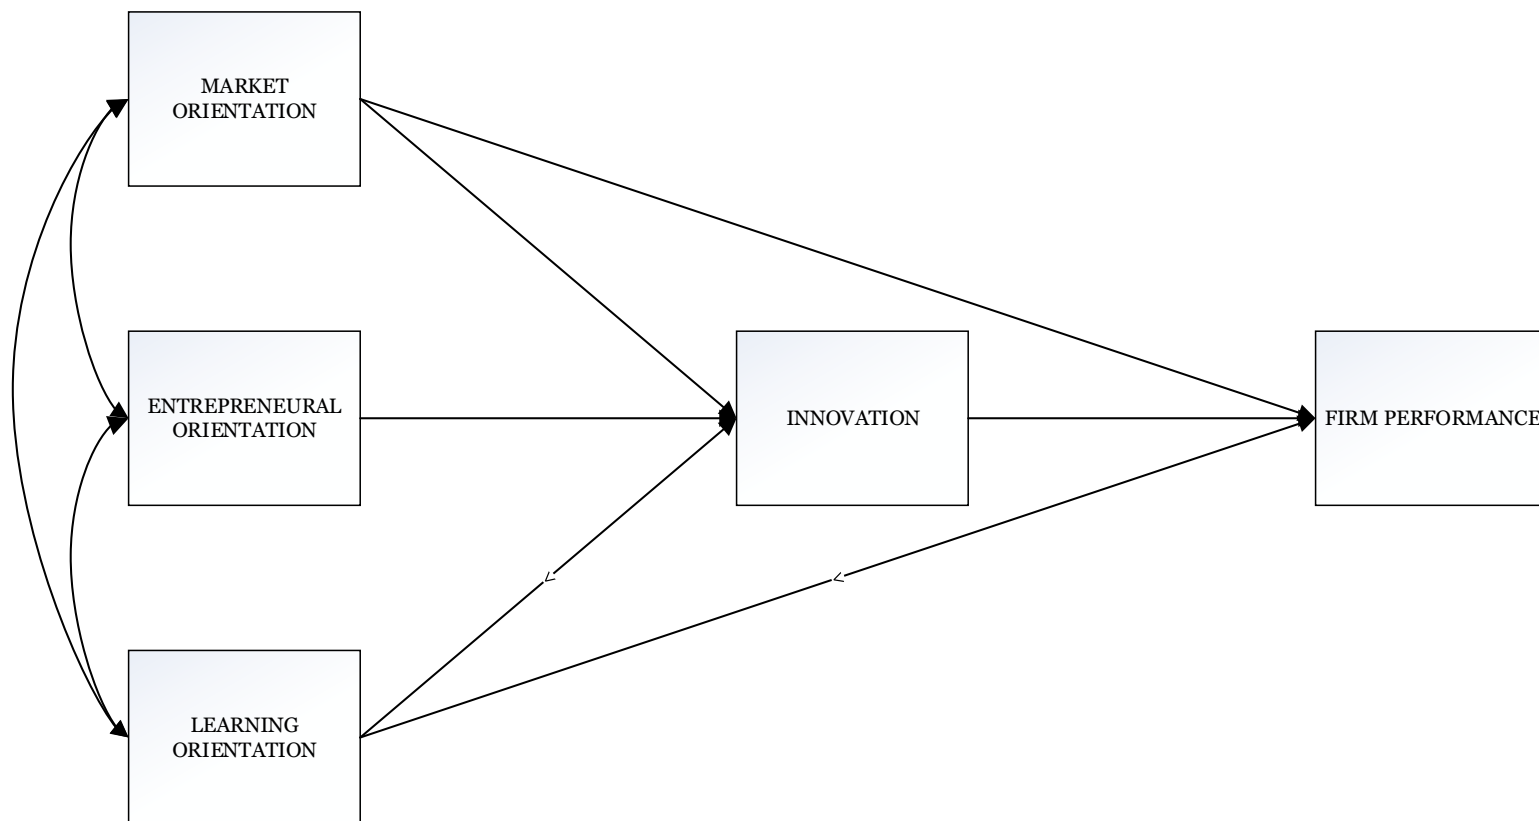 MARKET
ORIENTATION
ENTREPRENEURAL
ORIENTATION
INNOVATION
FIRM PERFORMANCE
LEARNING
ORIENTATION